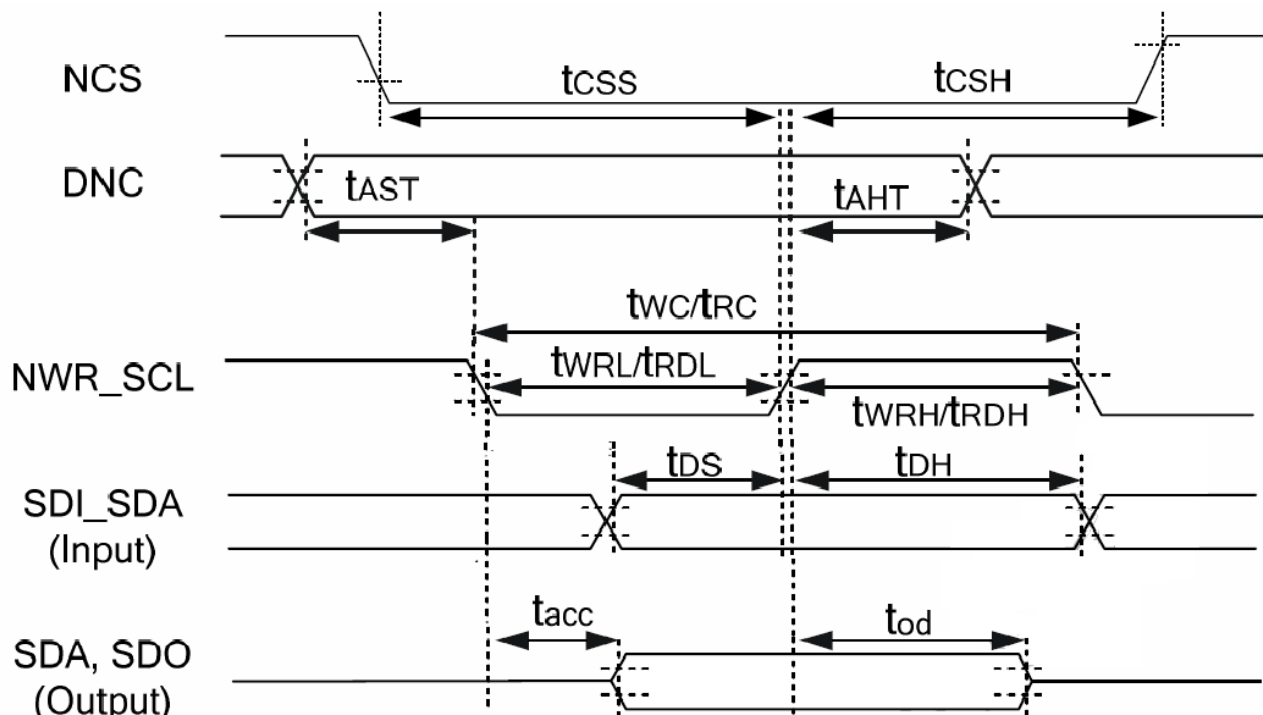 NCS
tCSS
tCSH
DNC
tAST
tAHT
tWC/tRC
NWR_SCL
tWRL/tRDL
tWRH/tRDH
tDS
tDH
SDI_SDA
(Input)
tacc
tod
SDA, SDO
(Output)